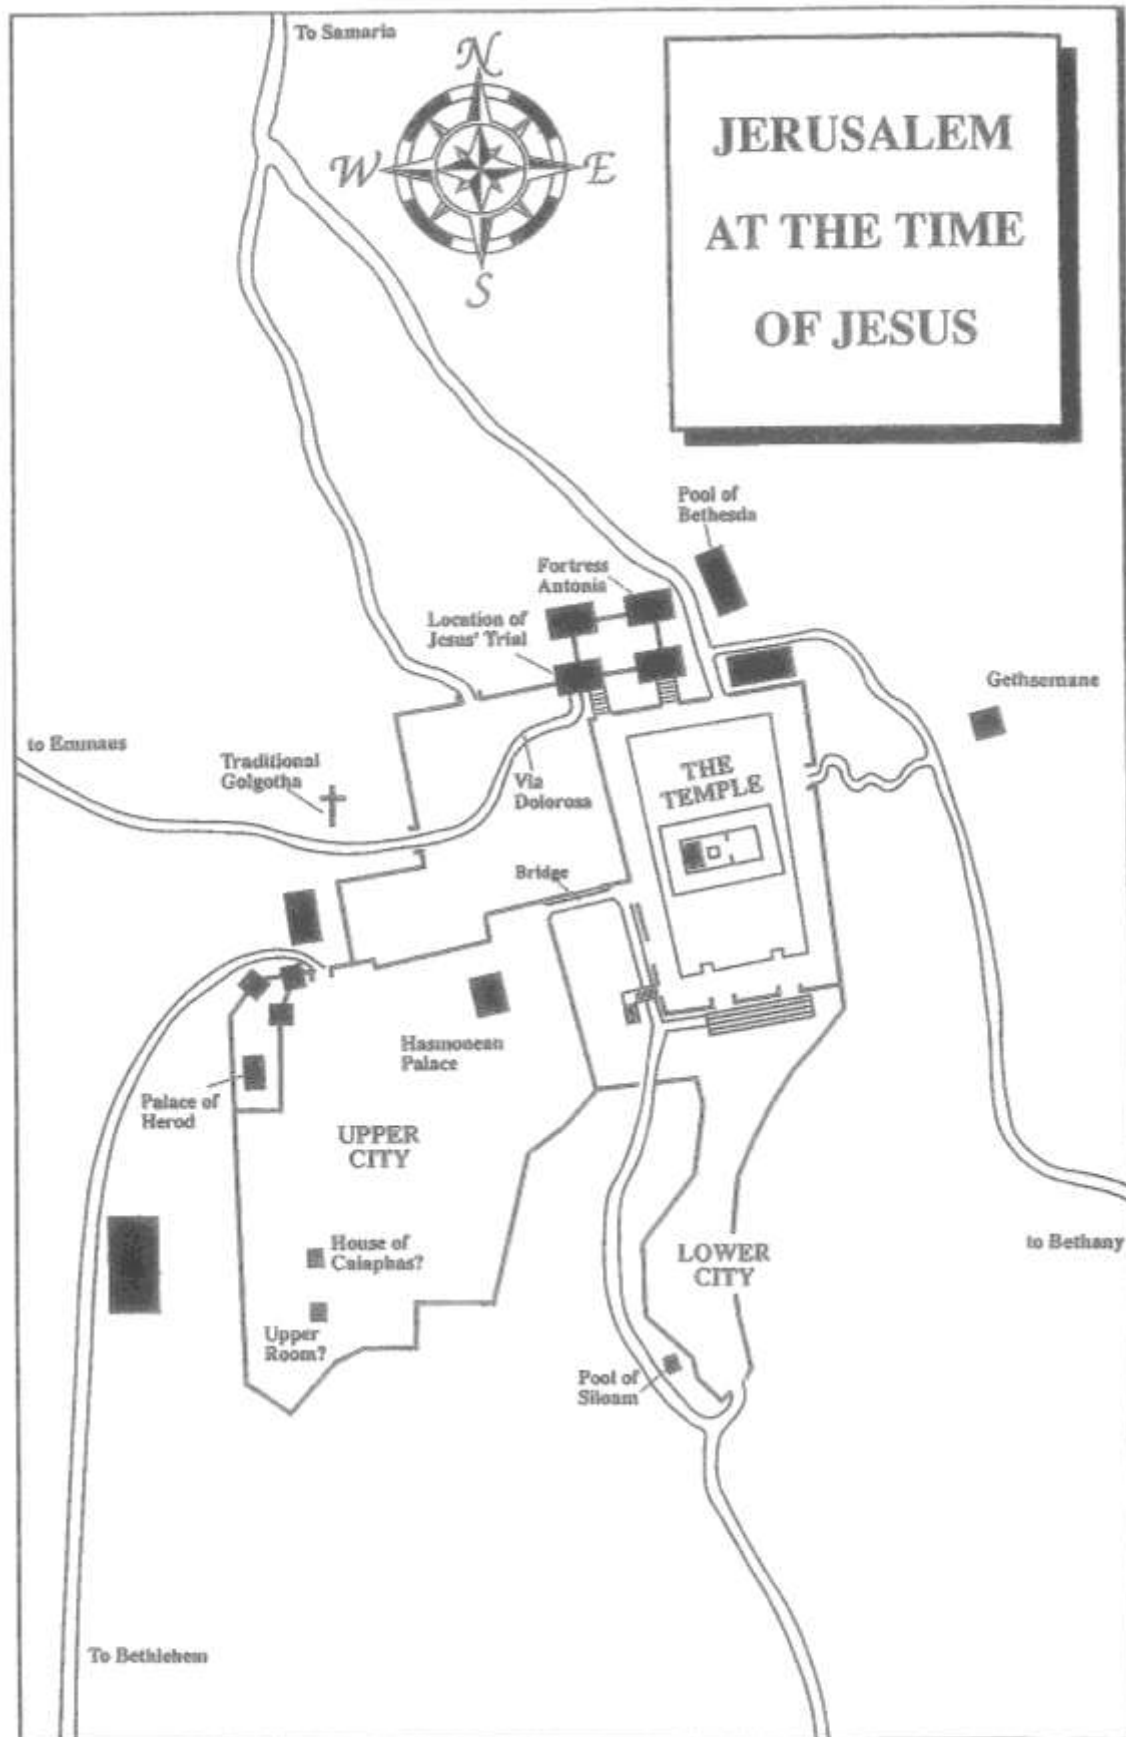 To Samaria
N
W
E
S
JERUSALEM
AT THE TIME
OF JESUS
Pool of
Bethesda
Fortress
Antonia
Location of
Jesus' Trial
Gethsemane
to Emmaus
Traditional
Golgotha
Via
Dolorosa
THE
TEMPLE
Bridge
Hasmonean
Palace
Palace of
Herod
UPPER
CITY
House of
Caiaphas?
LOWER
CITY
to Bethany
Upper
Room?
Pool of
Siloam
To Bethlehem